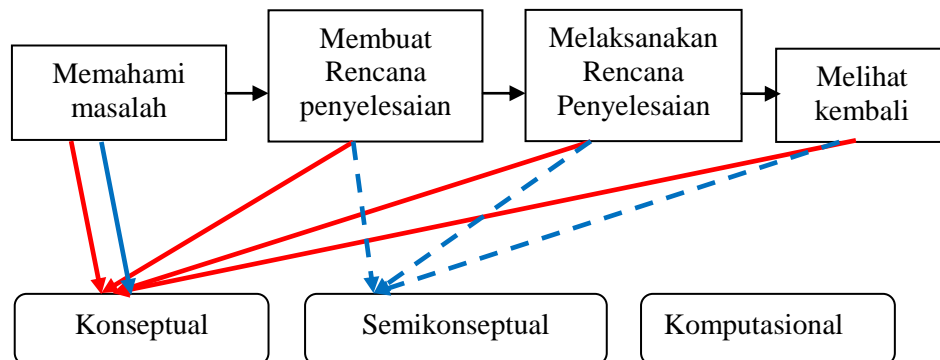 Memahami
masalah
Membuat
Rencana
penyelesaian
Melaksanakan
Rencana
Penyelesaian
Melihat
kembali
Konseptual
Semikonseptual
Komputasional